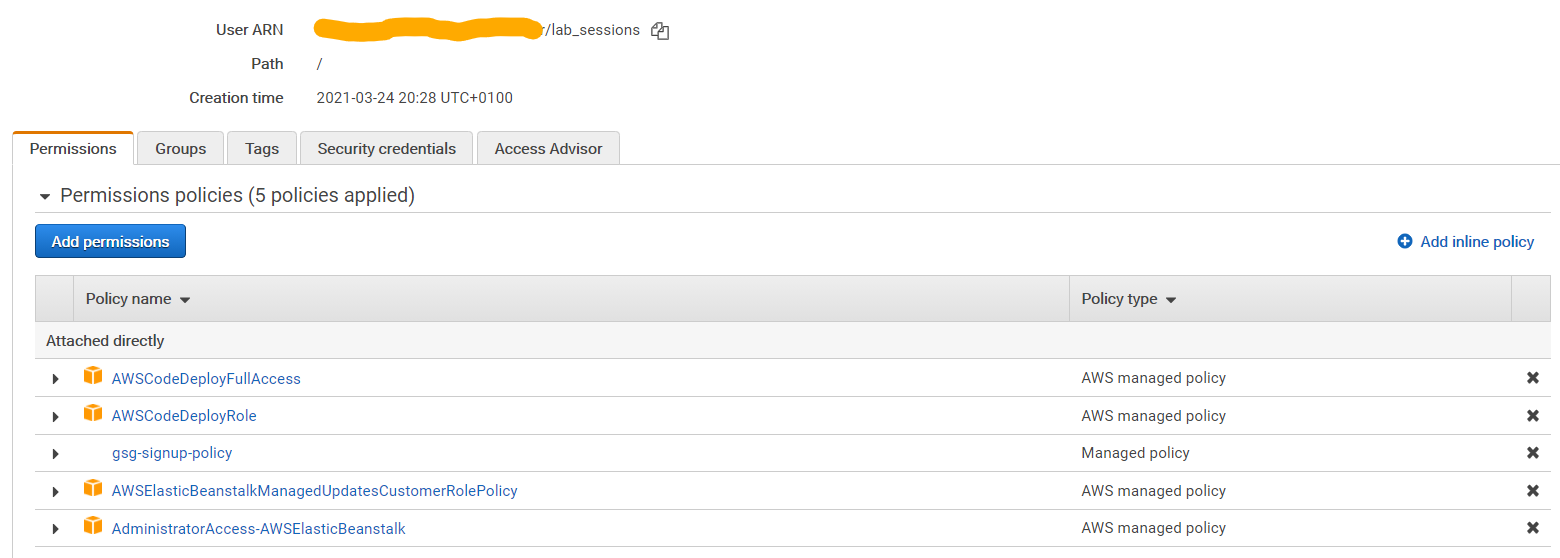 User ARN r/lab_sessions
Path /
Creation time 2021-03-24 20:28 UTC+0100
Permissions Groups Tags Security credentials Access Advisor
Permissions policies (5 policies applied)
Add permissions Add inline policy
Policy name Policy type
Attached directly
AWSCodeDeployFullAccess AWS managed policy
AWSCodeDeployRole AWS managed policy
gsg-signup-policy Managed policy
AWSElasticBeanstalkManagedUpdatesCustomerRolePolicy AWS managed policy
AdministratorAccess-AWSElasticBeanstalk AWS managed policy